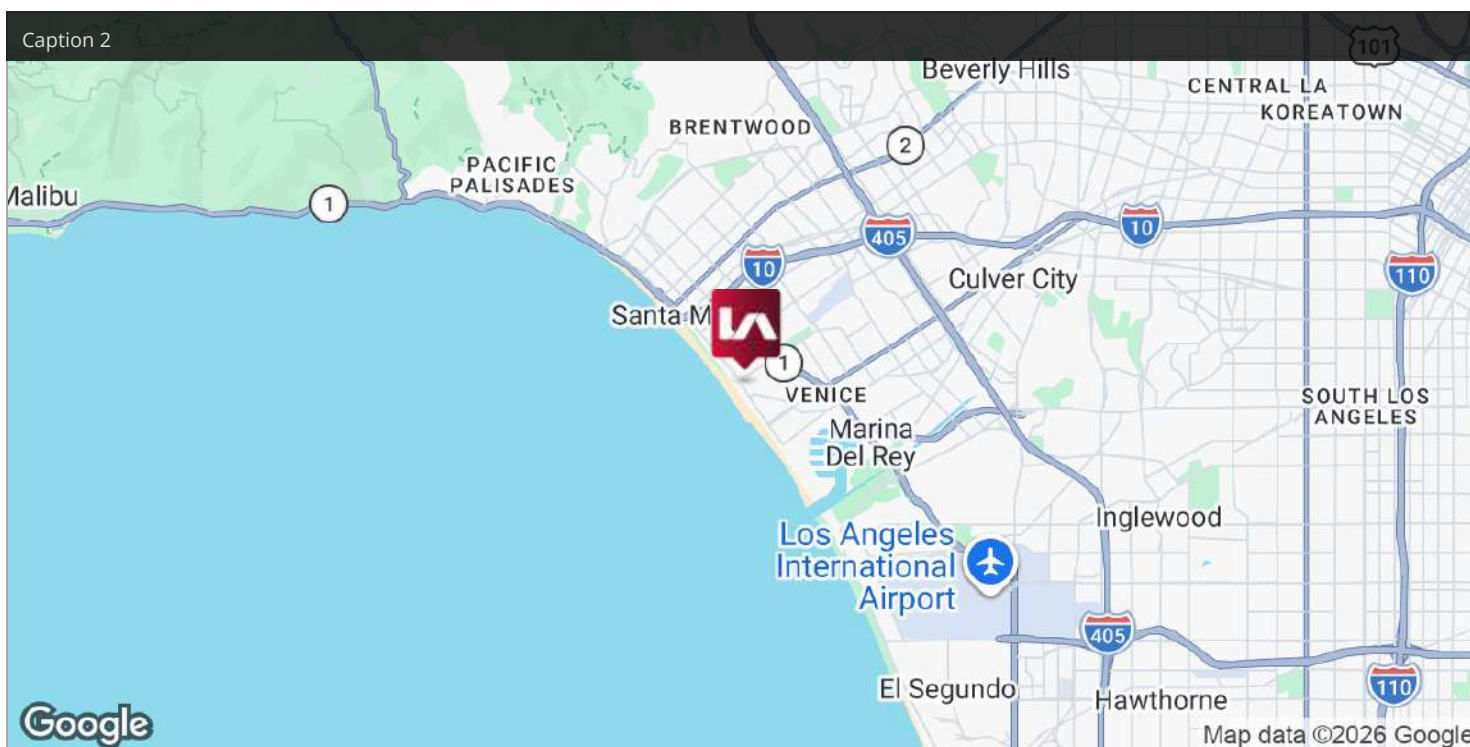 Caption 2
101
Beverly Hills
CENTRAL LA
KOREATOWN
BRENTWOOD
2
PACIFIC
PALISADES
Malibu
1
405
10
10
110
Culver City
Santa M
LA
1
VENICE
SOUTH LOS
ANGELES
Marina
Del Rey
Inglewood
Los Angeles
International
Airport
405
El Segundo
Hawthorne
110
Google
Map data ©2026 Google